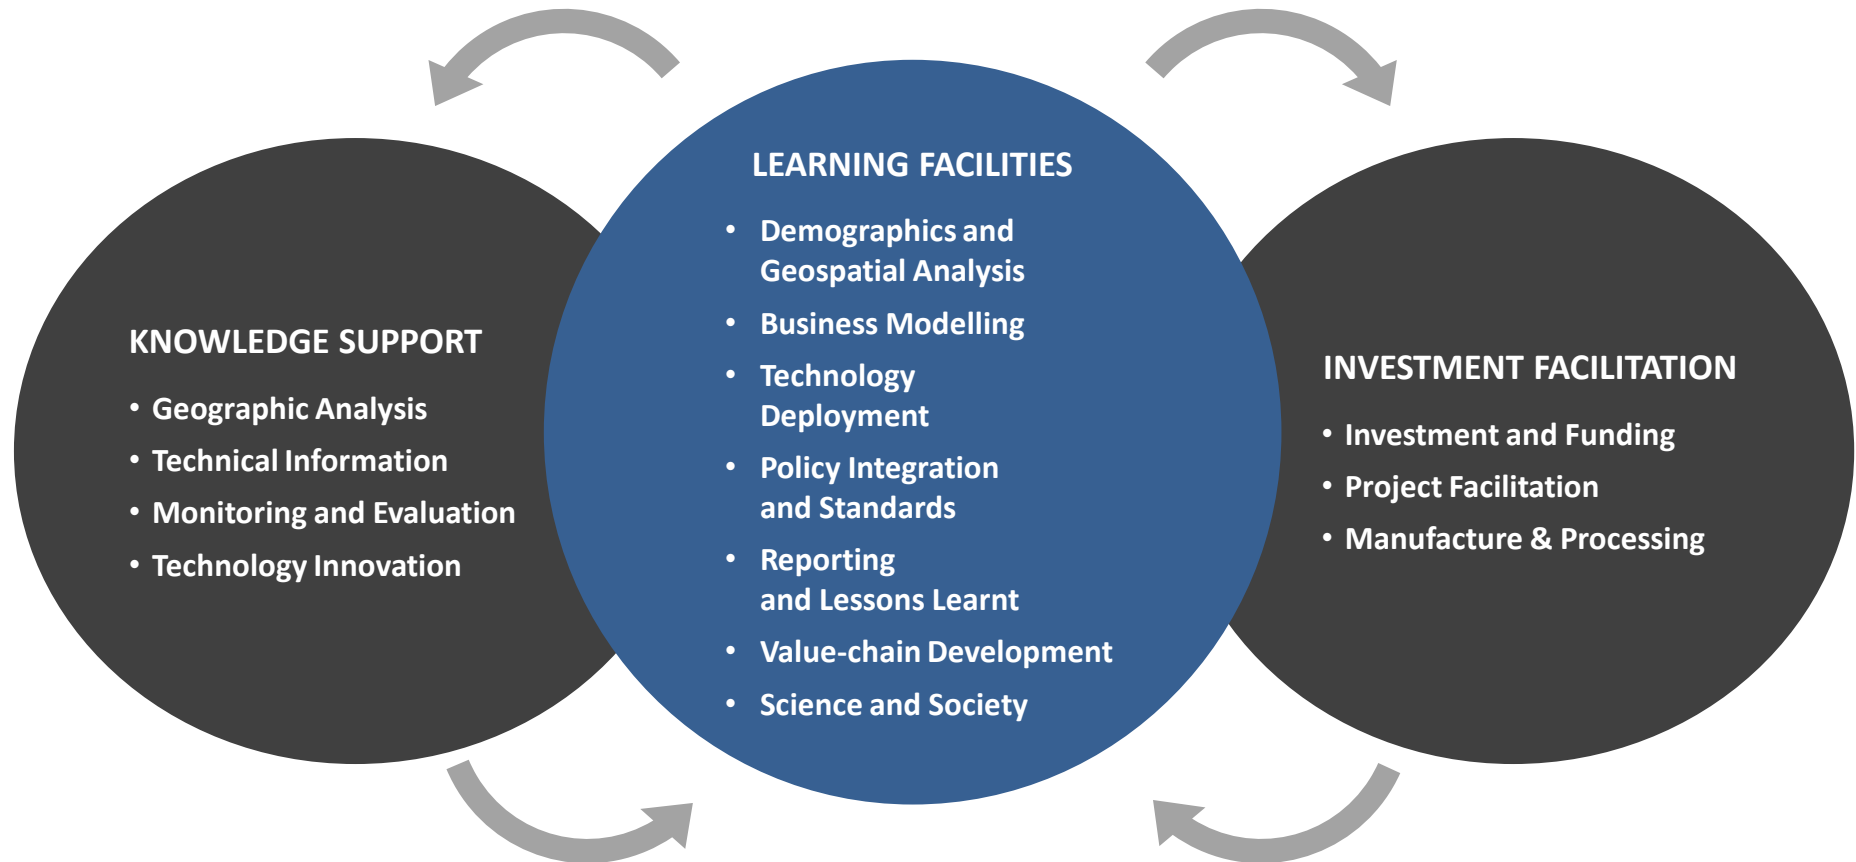 KNOWLEDGE SUPPORT
• Geographic Analysis
• Technical Information
• Monitoring and Evaluation
• Technology Innovation
LEARNING FACILITIES
• Demographics and
Geospatial Analysis
• Business Modelling
• Technology
Deployment
• Policy Integration
and Standards
• Reporting
and Lessons Learnt
• Value-chain Development
• Science and Society
INVESTMENT FACILITATION
• Investment and Funding
• Project Facilitation
• Manufacture & Processing